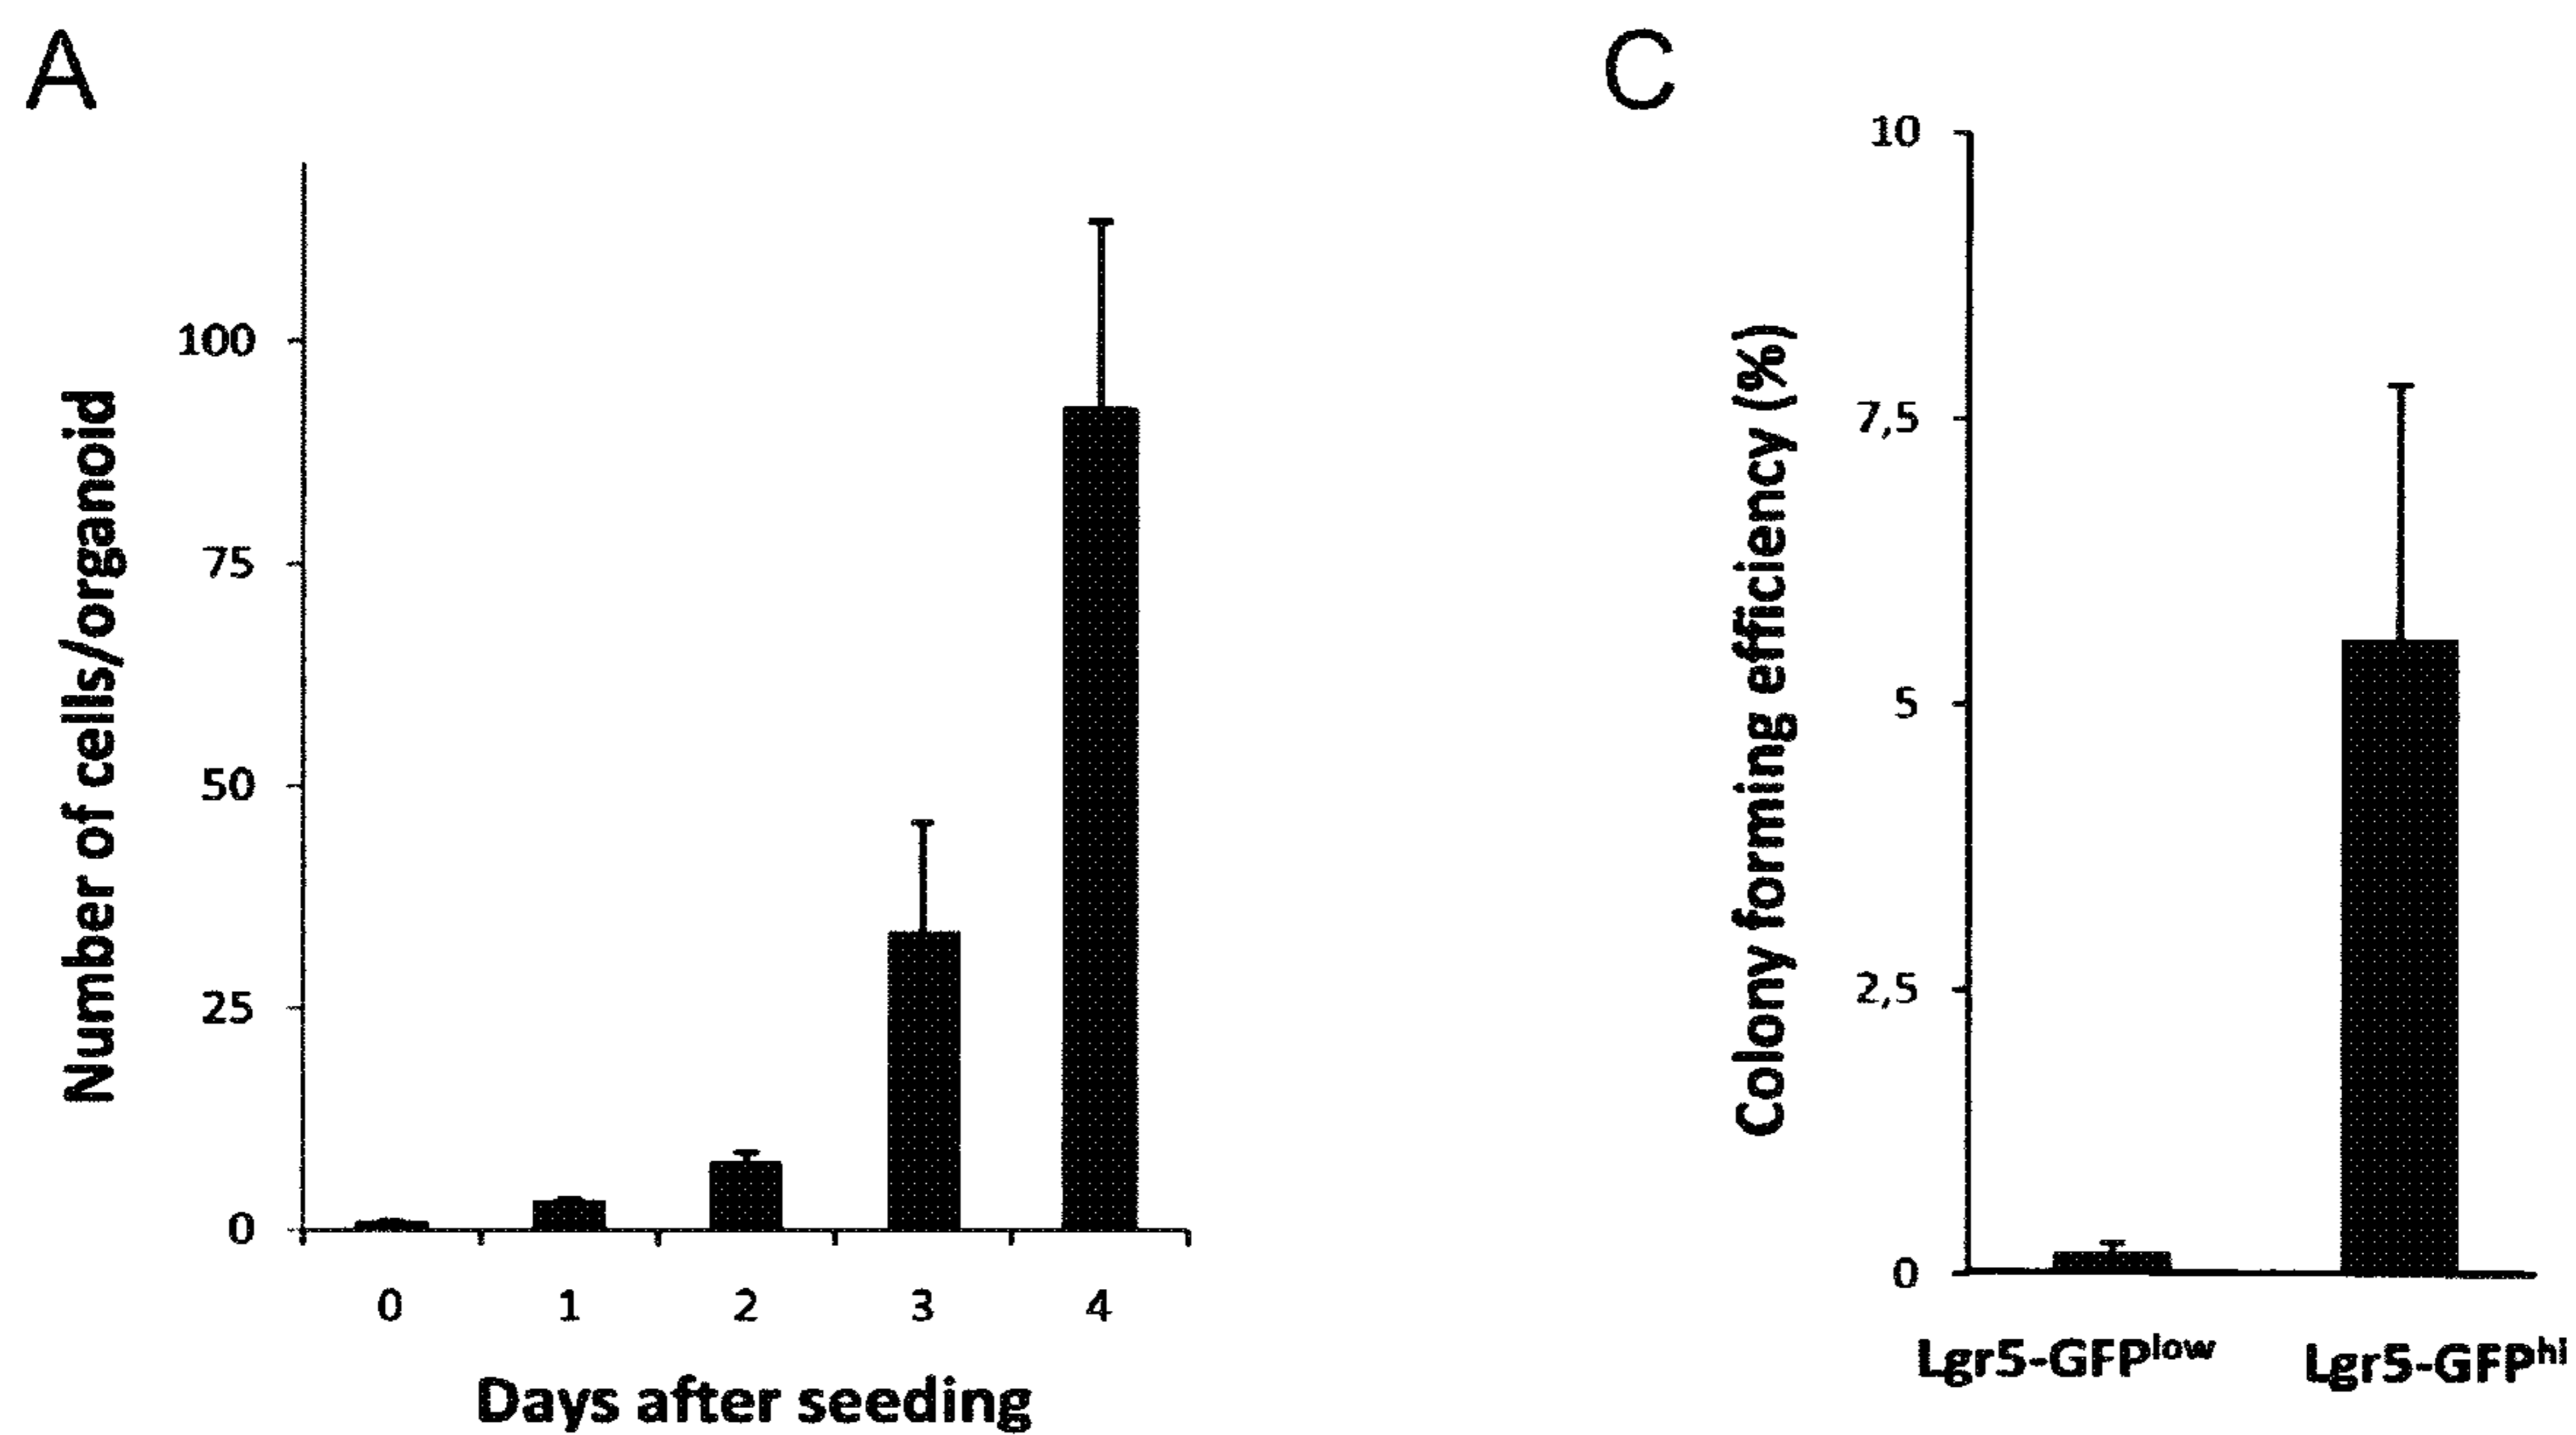 A
Number of cells/organoid
100
75
50
25
0
0 1 2 3 4
Days after seeding
C
Colony forming efficiency (%)
10
7,5
5
2,5
0
Lgr5-GFPlow Lgr5-GFPhi